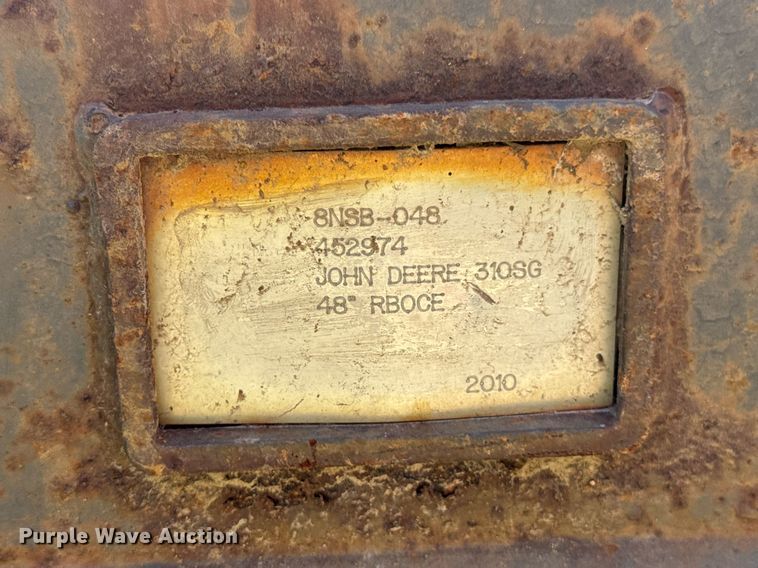 8NSB-048
452974
JOHN DEERE 310SG
48" RBOCE
2010
Purple Wave Auction